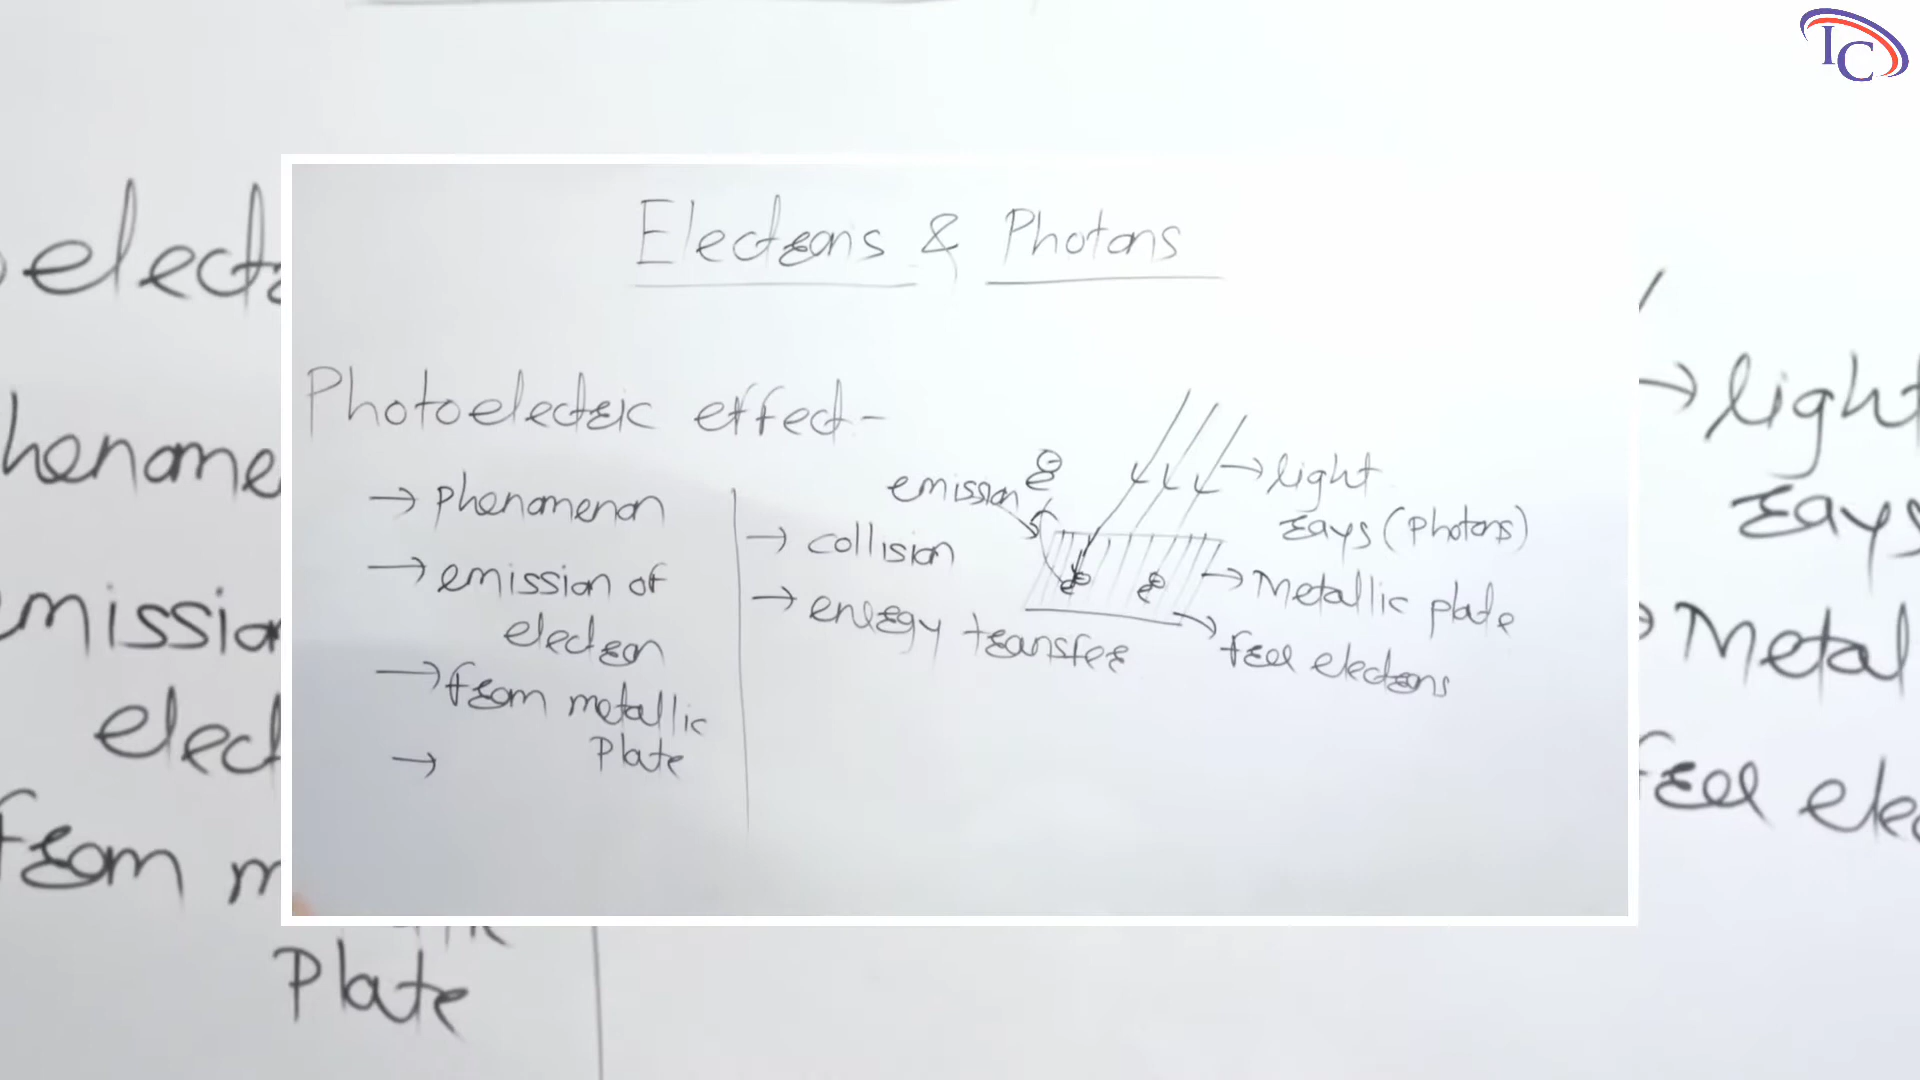 IC
Electrons & Photons
Photoelectric effect-
→ phenomenon
→ emission of
electron
→ from metallic
Plate
→
→ collision
→ energy transfer
emission
e
→ light
rays (photons)
→ Metallic plate
→ free electrons
e e
elect
henome
mission
elec
from m
Plate
→ light
rays
Metal
free ele